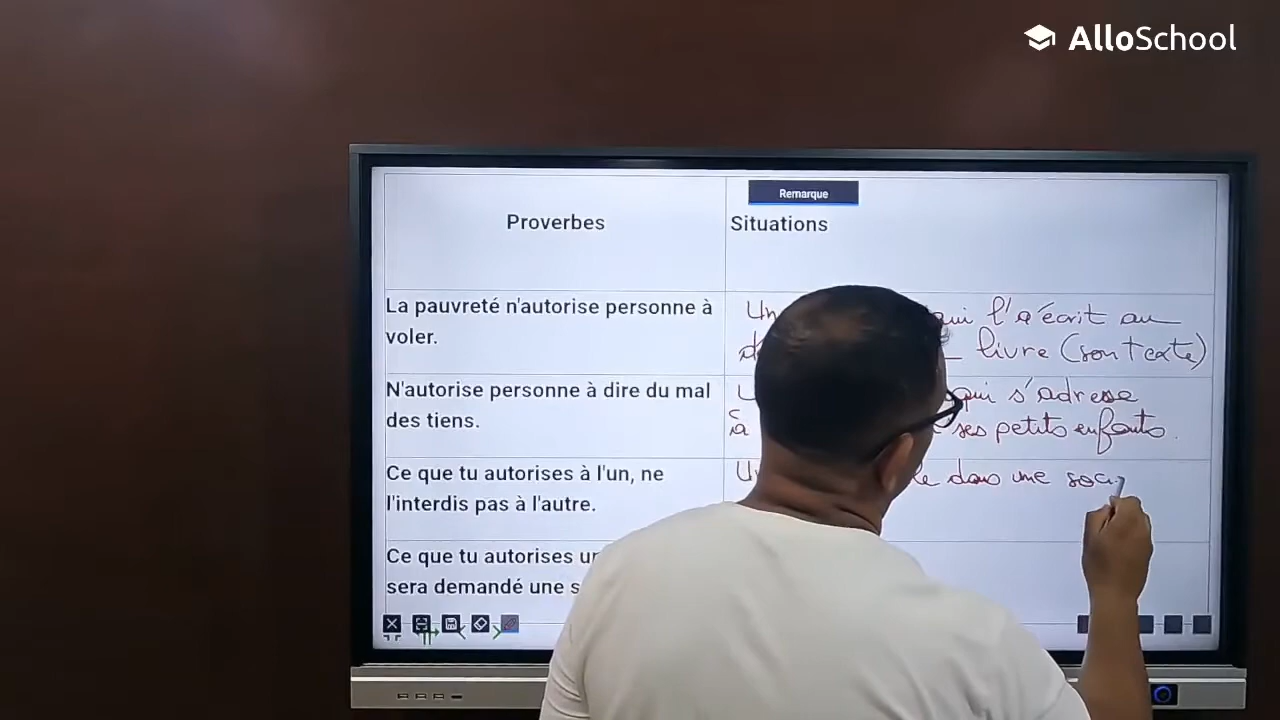 AlloSchool
Remarque
Proverbes
Situations
La pauvreté n'autorise personne à
voler.
Un
qui l'a écrit au
livre (son texte)
N'autorise personne à dire du mal
des tiens.
qui s'adresse
à
ses petits enfants.
Ce que tu autorises à l'un, ne
l'interdis pas à l'autre.
dans une soci
Ce que tu autorises
sera demandé une